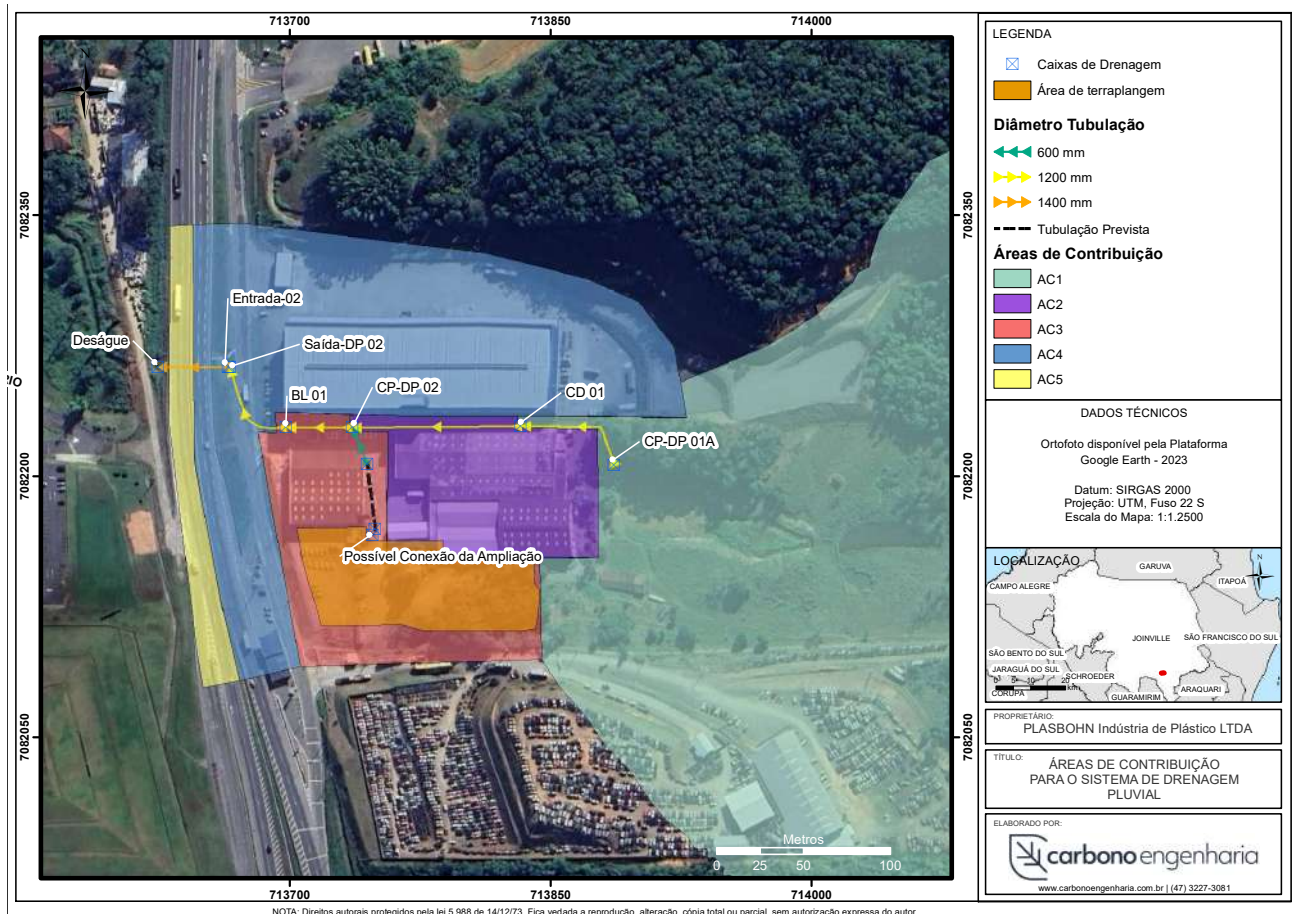 713700
713850
714000
7082350
7082200
7082050
7082350
7082200
7082050
Entrada-02
Deságue
Saída-DP 02
BL 01
CP-DP 02
CD 01
CP-DP 01A
Possível Conexão da Ampliação
Metros
0 25 50 100
713700
713850
714000
LEGENDA
Caixas de Drenagem
Área de terraplangem
Diâmetro Tubulação
600 mm
1200 mm
1400 mm
Tubulação Prevista
Áreas de Contribuição
AC1
AC2
AC3
AC4
AC5
DADOS TÉCNICOS
Ortofoto disponível pela Plataforma
Google Earth - 2023
Datum: SIRGAS 2000
Projeção: UTM, Fuso 22 S
Escala do Mapa: 1:1.2500
LOCALIZAÇÃO
N
GARUVA
CAMPO ALEGRE
ITAPOÁ
JOINVILLE
SÃO FRANCISCO DO SUL
SÃO BENTO DO SUL
JARAGUÁ DO SUL
SCHROEDER
0 5 10 20
km
CORUPÁ
GUARAMIRIM
ARAQUARI
PROPRIETÁRIO:
PLASBOHN Indústria de Plástico LTDA
TÍTULO:
ÁREAS DE CONTRIBUIÇÃO
PARA O SISTEMA DE DRENAGEM
PLUVIAL
ELABORADO POR:
carbono engenharia
www.carbonoengenharia.com.br | (47) 3227-3081
NOTA: Direitos autorais protegidos pela lei 5.988 de 14/12/73. Fica vedada a reprodução, alteração, cópia total ou parcial, sem autorização expressa do autor